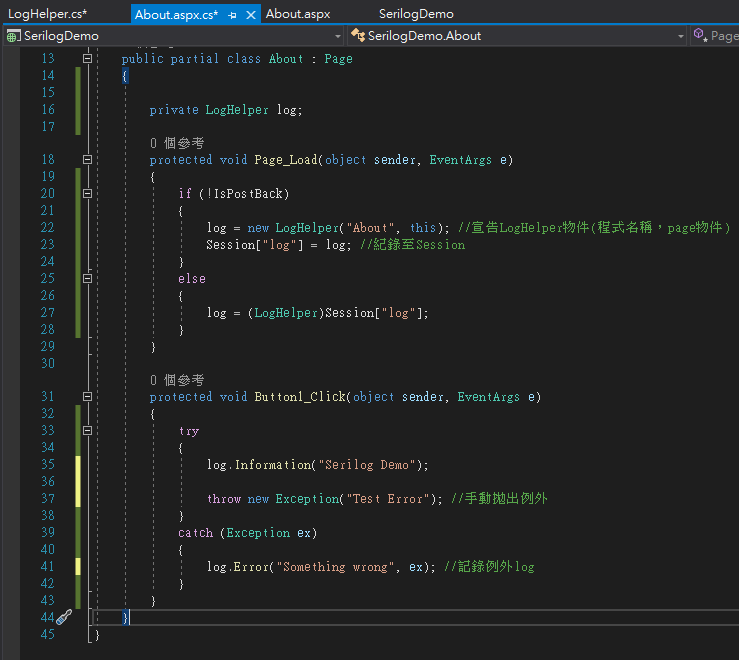 LogHelper.cs* About.aspx.cs* About.aspx SerilogDemo
SerilogDemo SerilogDemo.About Page
13 public partial class About : Page
14 {
15
16 private LogHelper log;
17
0 個參考
18 protected void Page_Load(object sender, EventArgs e)
19 {
20 if (!IsPostBack)
21 {
22 log = new LogHelper("About", this); //宣告LogHelper物件(程式名稱，page物件)
23 Session["log"] = log; //紀錄至Session
24 }
25 else
26 {
27 log = (LogHelper)Session["log"];
28 }
29 }
30
0 個參考
31 protected void Button1_Click(object sender, EventArgs e)
32 {
33 try
34 {
35 log.Information("Serilog Demo");
36
37 throw new Exception("Test Error"); //手動拋出例外
38 }
39 catch (Exception ex)
40 {
41 log.Error("Something wrong", ex); //記錄例外log
42 }
43 }
44 }
45 }